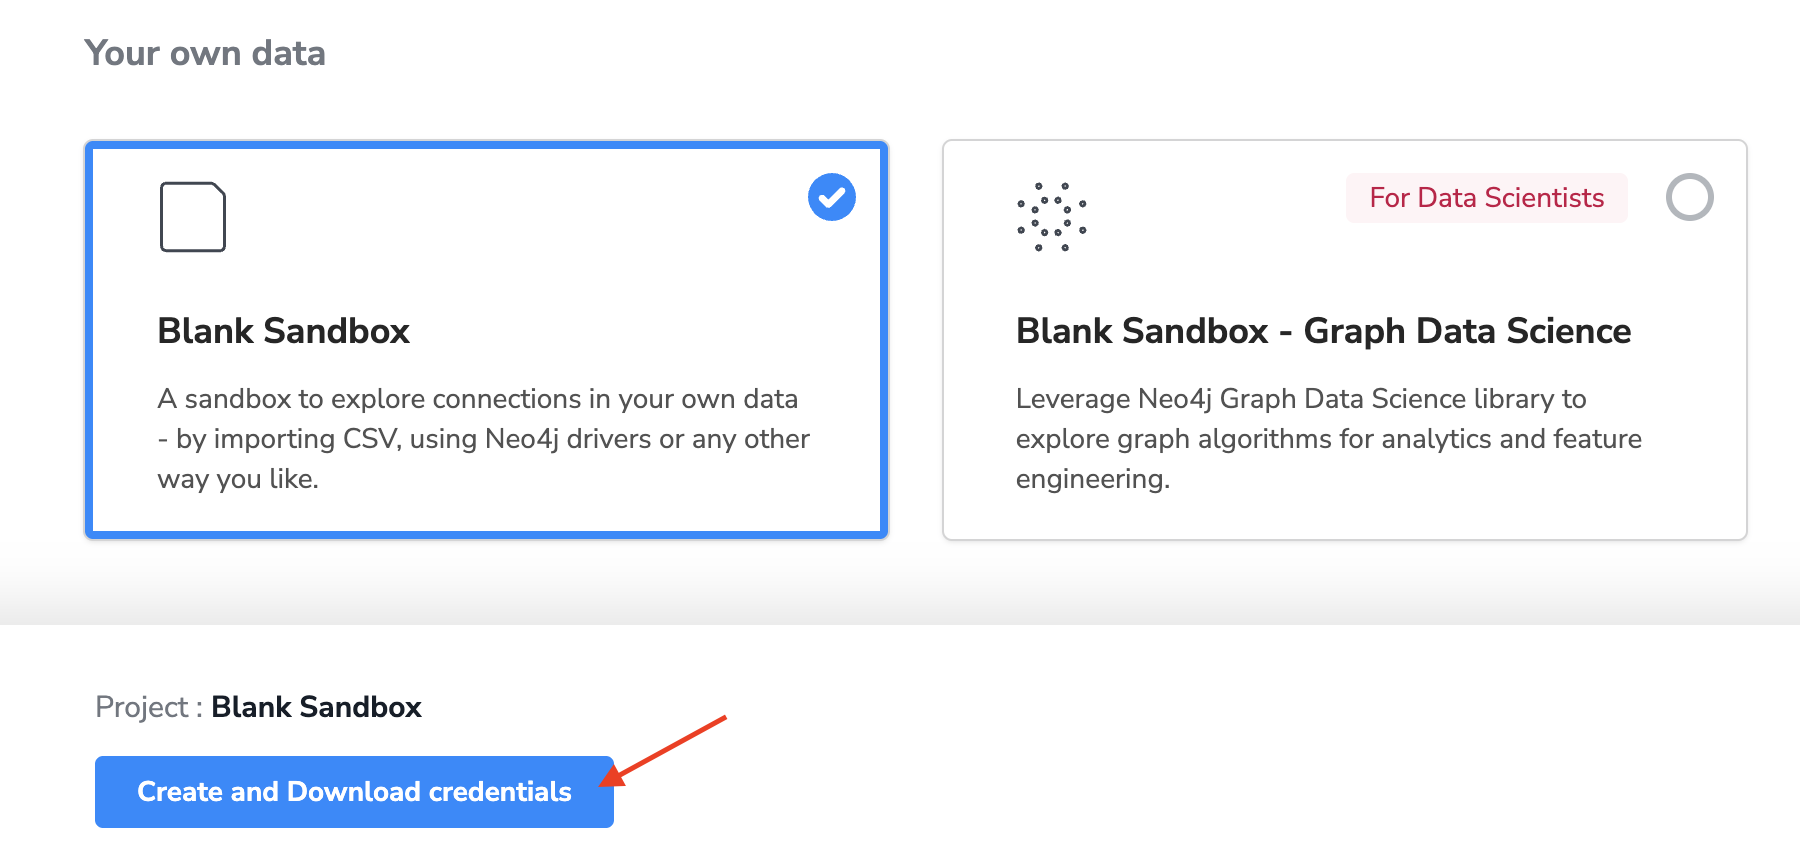 Your own data
Blank Sandbox
A sandbox to explore connections in your own data
- by importing CSV, using Neo4j drivers or any other
way you like.
For Data Scientists
Blank Sandbox - Graph Data Science
Leverage Neo4j Graph Data Science library to
explore graph algorithms for analytics and feature
engineering.
Project : Blank Sandbox
Create and Download credentials